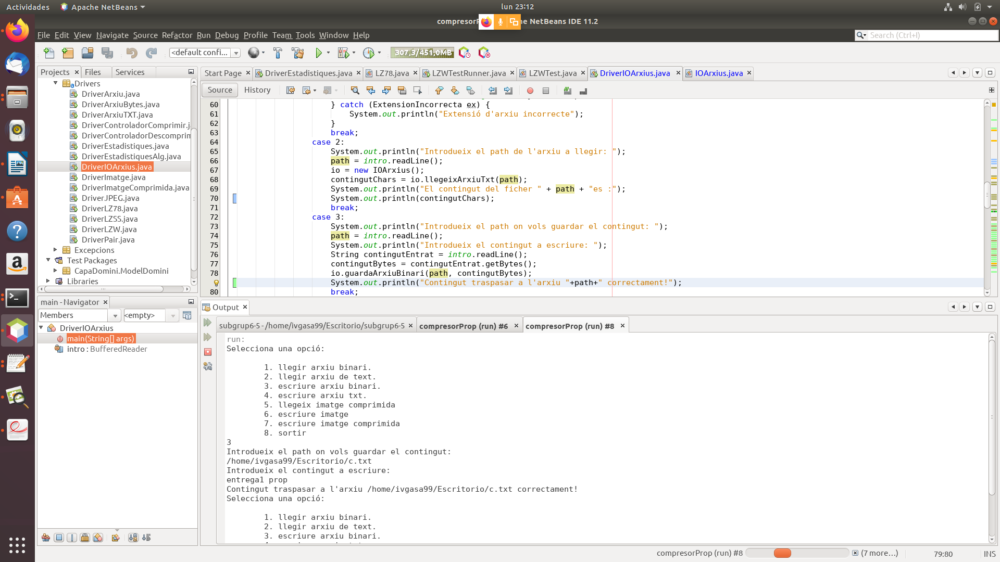 Actividades
Apache NetBeans
lun 23:12
compresorP
he NetBeans IDE 11.2
File Edit View Navigate Source Refactor Run Debug Profile Team Tools Window Help
Search (Ctrl+I)
<default confi...
307,3/451,0MB
Projects
Files
Services
Drivers
DriverArxiu.java
DriverArxiuBytes.java
DriverArxiuTXT.java
DriverControladorComprimir.j
DriverControladorDescomprim
DriverEstadistiques.java
DriverEstadistiquesAlg.java
DriverIOArxius.java
DriverImatge.java
DriverImatgeComprimida.java
DriverJPEG.java
DriverLZ78.java
DriverLZSS.java
DriverLZW.java
DriverPair.java
Excepcions
Test Packages
CapaDomini.ModelDomini
Libraries
main - Navigator
Members
<empty>
DriverIOArxius
main(String[] args)
intro : BufferedReader
Start Page
DriverEstadistiques.java
LZ78.java
LZWTestRunner.java
LZWTest.java
DriverIOArxius.java
IOArxius.java
Source
History
60 } catch (ExtensionIncorrecta ex) {
61 System.out.println("Extensió d'arxiu incorrecte");
62 }
63 break;
64 case 2:
65 System.out.println("Introdueix el path de l'arxiu a llegir: ");
66 path = intro.readLine();
67 io = new IOArxius();
68 contingutChars = io.llegeixArxiuTxt(path);
69 System.out.println("El contingut del ficher " + path + "es :");
70 System.out.println(contingutChars);
71 break;
72 case 3:
73 System.out.println("Introdueix el path on vols guardar el contingut: ");
74 path = intro.readLine();
75 System.out.println("Introdueix el contingut a escriure: ");
76 String contingutEntrat = intro.readLine();
77 contingutBytes = contingutEntrat.getBytes();
78 io.guardaArxiuBinari(path, contingutBytes);
System.out.println("Contingut traspasar a l'arxiu "+path+" correctament!");
80 break;
Output
subgrup6-5 - /home/ivgasa99/Escritorio/subgrup6-5
compresorProp (run) #6
compresorProp (run) #8
run:
Selecciona una opció:
1. llegir arxiu binari.
2. llegir arxiu de text.
3. escriure arxiu binari.
4. escriure arxiu txt.
5. llegeix imatge comprimida
6. escriure imatge
7. escriure imatge comprimida
8. sortir
3
Introdueix el path on vols guardar el contingut:
/home/ivgasa99/Escritorio/c.txt
Introdueix el contingut a escriure:
entrega1 prop
Contingut traspasar a l'arxiu /home/ivgasa99/Escritorio/c.txt correctament!
Selecciona una opció:
1. llegir arxiu binari.
2. llegir arxiu de text.
3. escriure arxiu binari.
compresorProp (run) #8
(7 more...)
79:80
INS